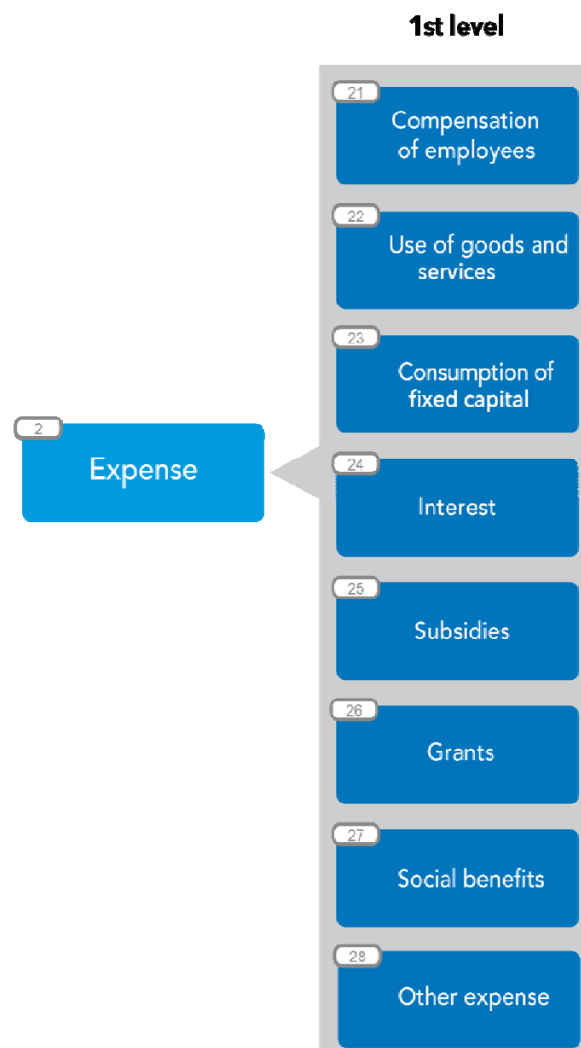 1st level
21
Compensation
of employees
22
Use of goods and
services
23
Consumption of
fixed capital
2
Expense
24
Interest
25
Subsidies
26
Grants
27
Social benefits
28
Other expense